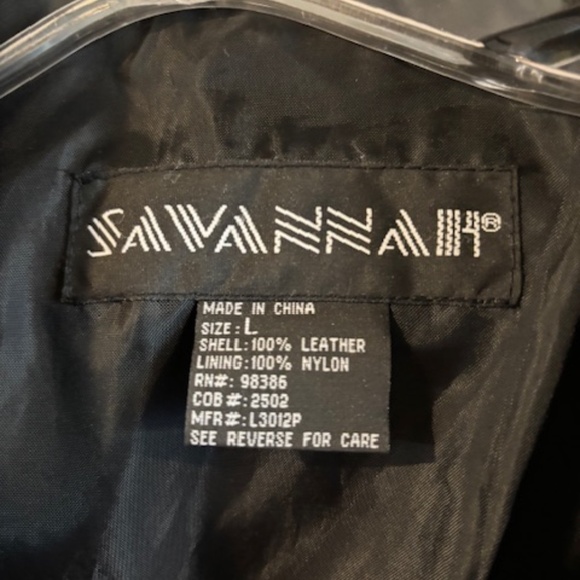 SAVANNAH®
MADE IN CHINA
SIZE: L
SHELL:100% LEATHER
LINING:100% NYLON
RN#: 98386
COB #:2502
MFR#:L3012P
SEE REVERSE FOR CARE